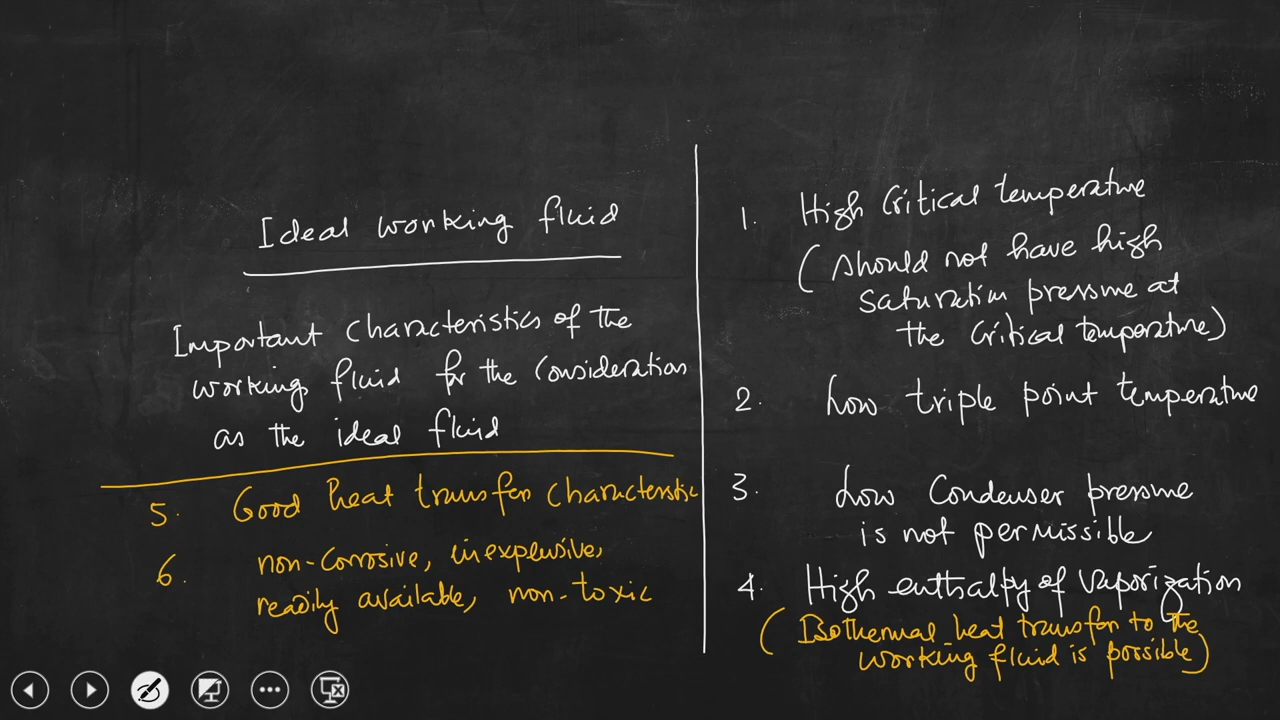 Ideal working fluid
Important characteristics of the
working fluid for the consideration
as the ideal fluid
5. Good heat transfer characteristic
6. non-corrosive, inexpensive,
readily available, non-toxic
1. High critical temperature
(should not have high
saturation pressure at
the critical temperature)
2. Low triple point temperature
3. Low Condenser pressure
is not permissible
4. High enthalpy of vaporization
(Isothermal heat transfer to the
working fluid is possible)